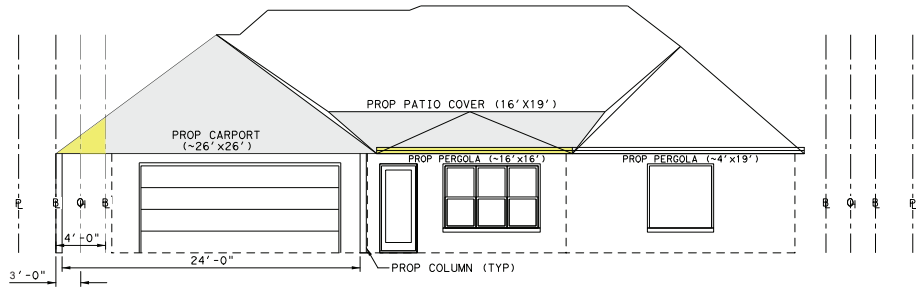 PROP PATIO COVER (16'X19')
PROP CARPORT
(~26'x26')
PROP PERGOLA (~16'x16')
PROP PERGOLA (~4'x19')
4'-0"
24'-0"
PROP COLUMN (TYP)
3'-0"